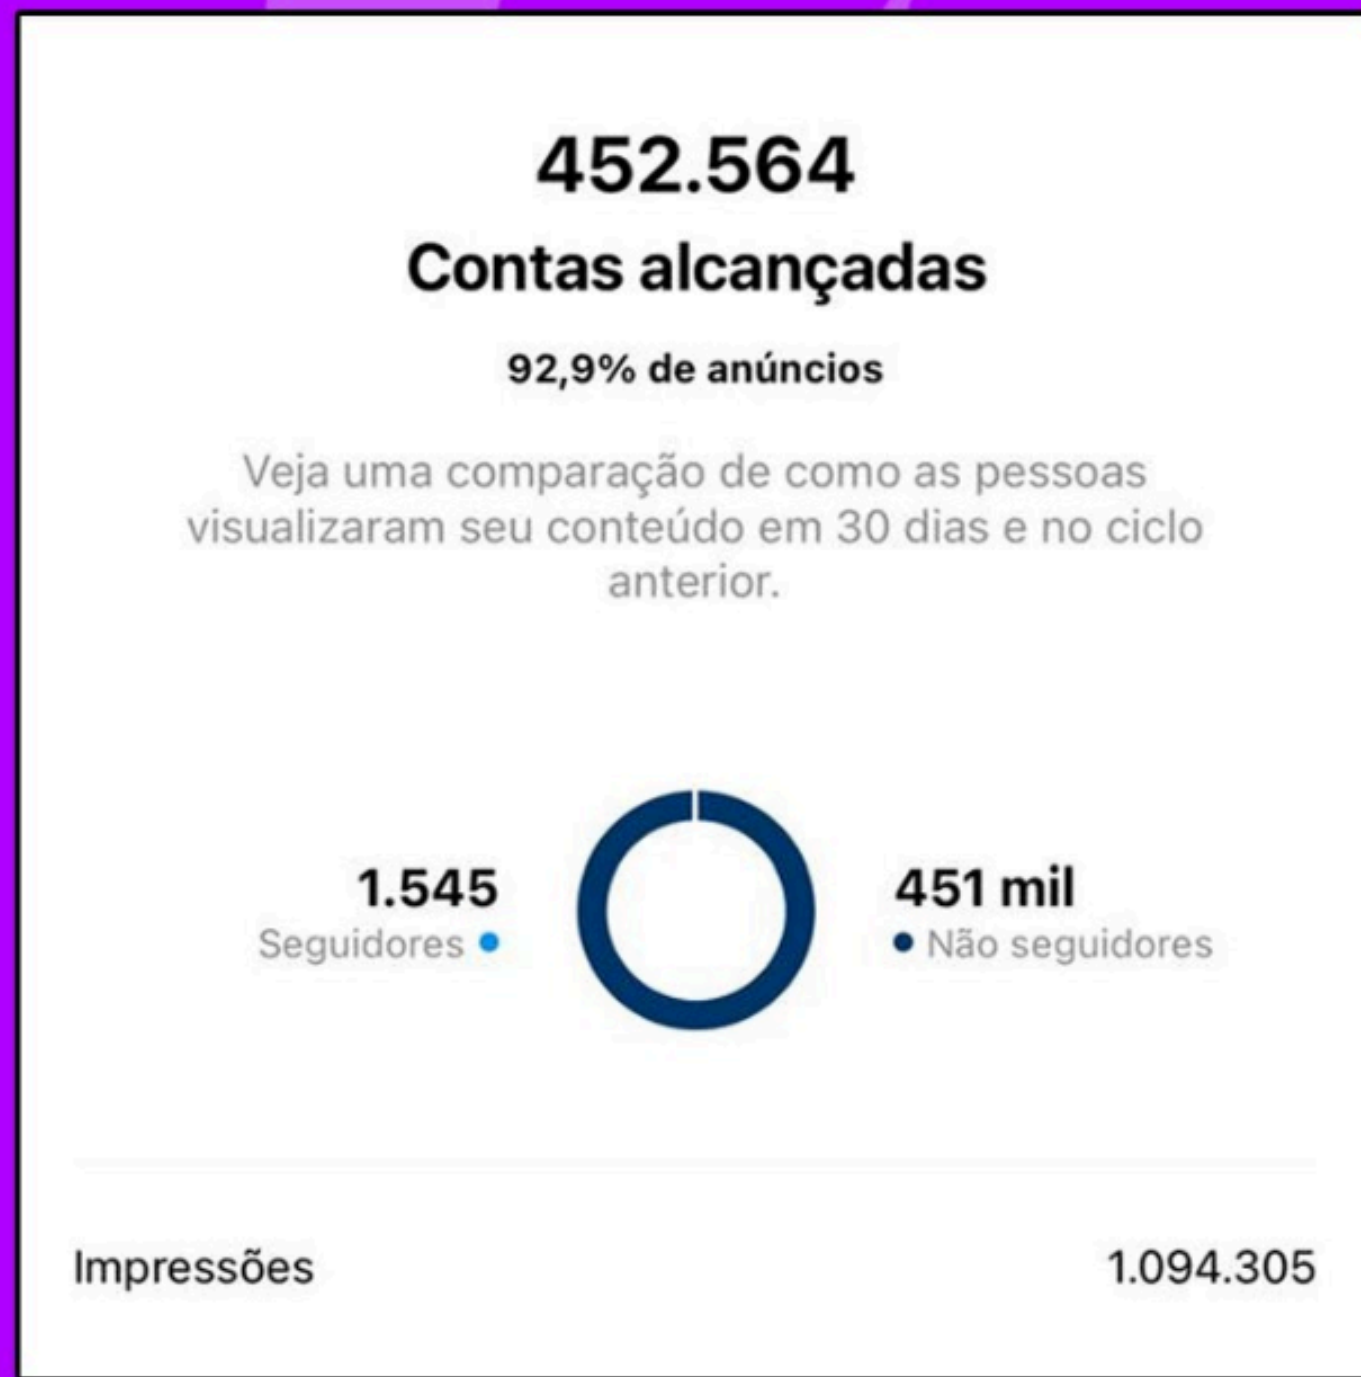 452.564
Contas alcançadas
92,9% de anúncios
Veja uma comparação de como as pessoas
visualizaram seu conteúdo em 30 dias e no ciclo
anterior.
1.545
Seguidores
451 mil
Não seguidores
Impressões 1.094.305